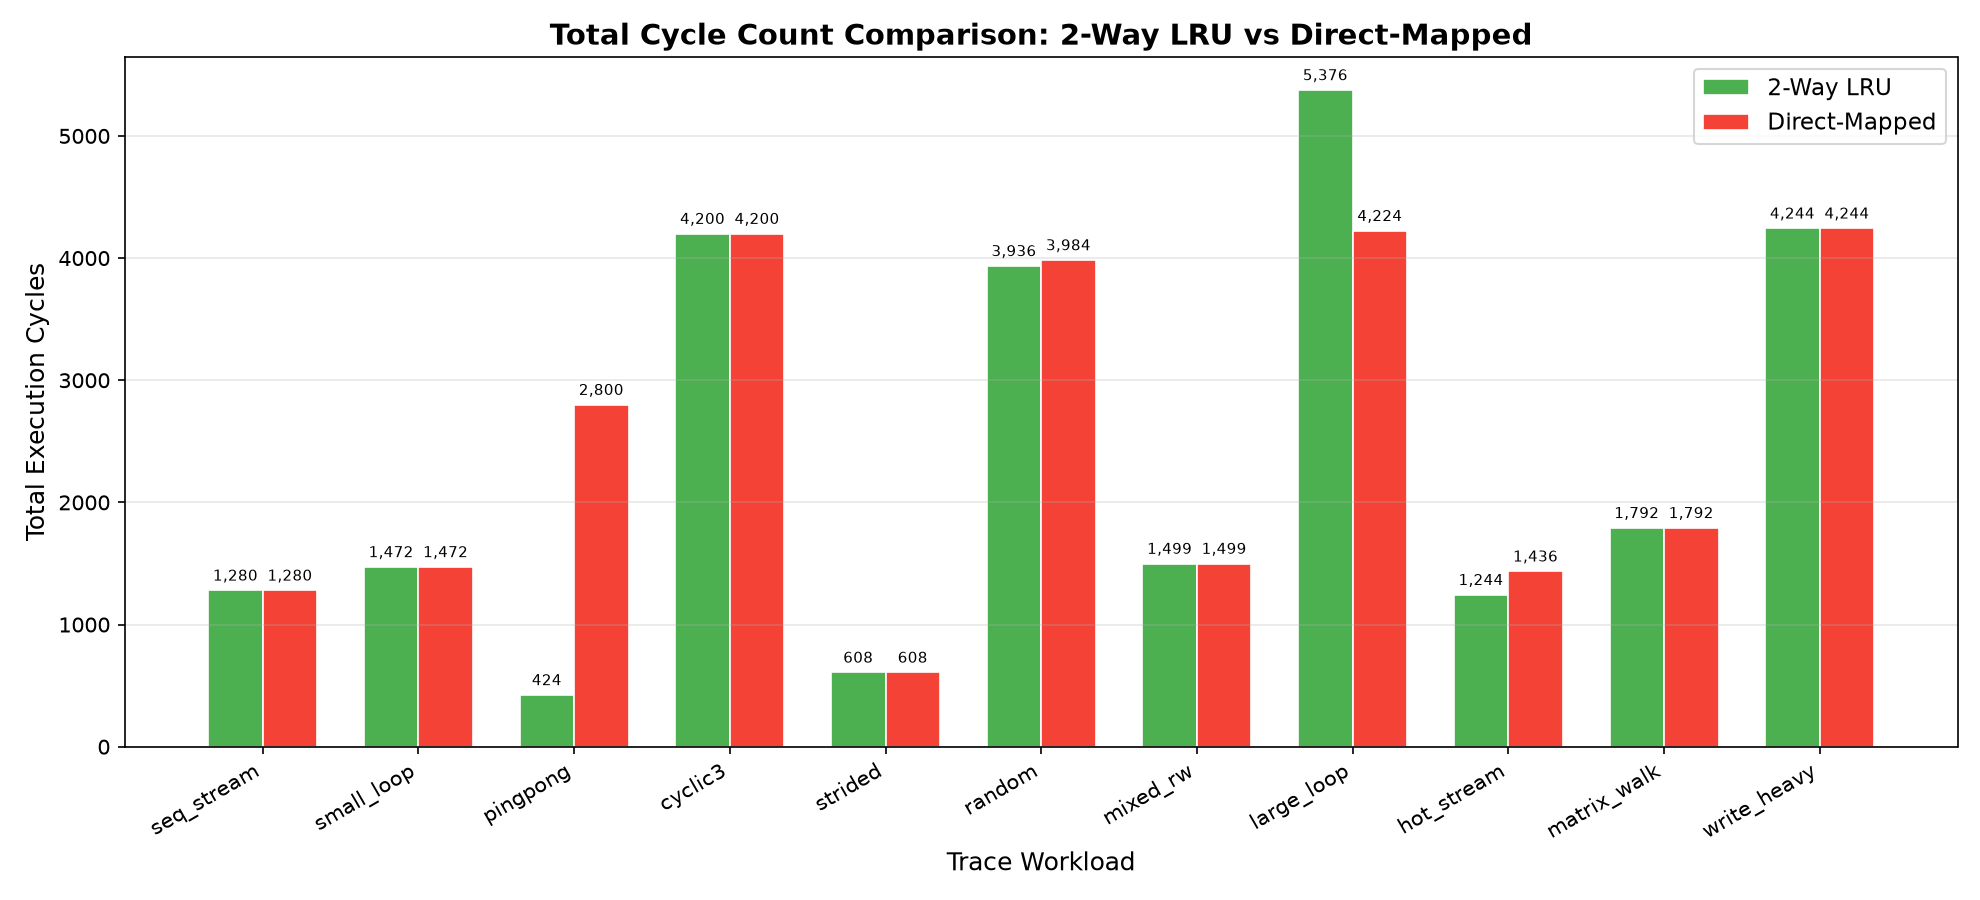 Total Cycle Count Comparison: 2-Way LRU vs Direct-Mapped
2-Way LRU
Direct-Mapped
Total Execution Cycles
5000
4000
3000
2000
1000
0
1,280 1,280
1,472 1,472
424 2,800
4,200 4,200
608 608
3,936 3,984
1,499 1,499
5,376 4,224
1,244 1,436
1,792 1,792
4,244 4,244
seq_stream
small_loop
pingpong
cyclic3
strided
random
mixed_rw
large_loop
hot_stream
matrix_walk
write_heavy
Trace Workload